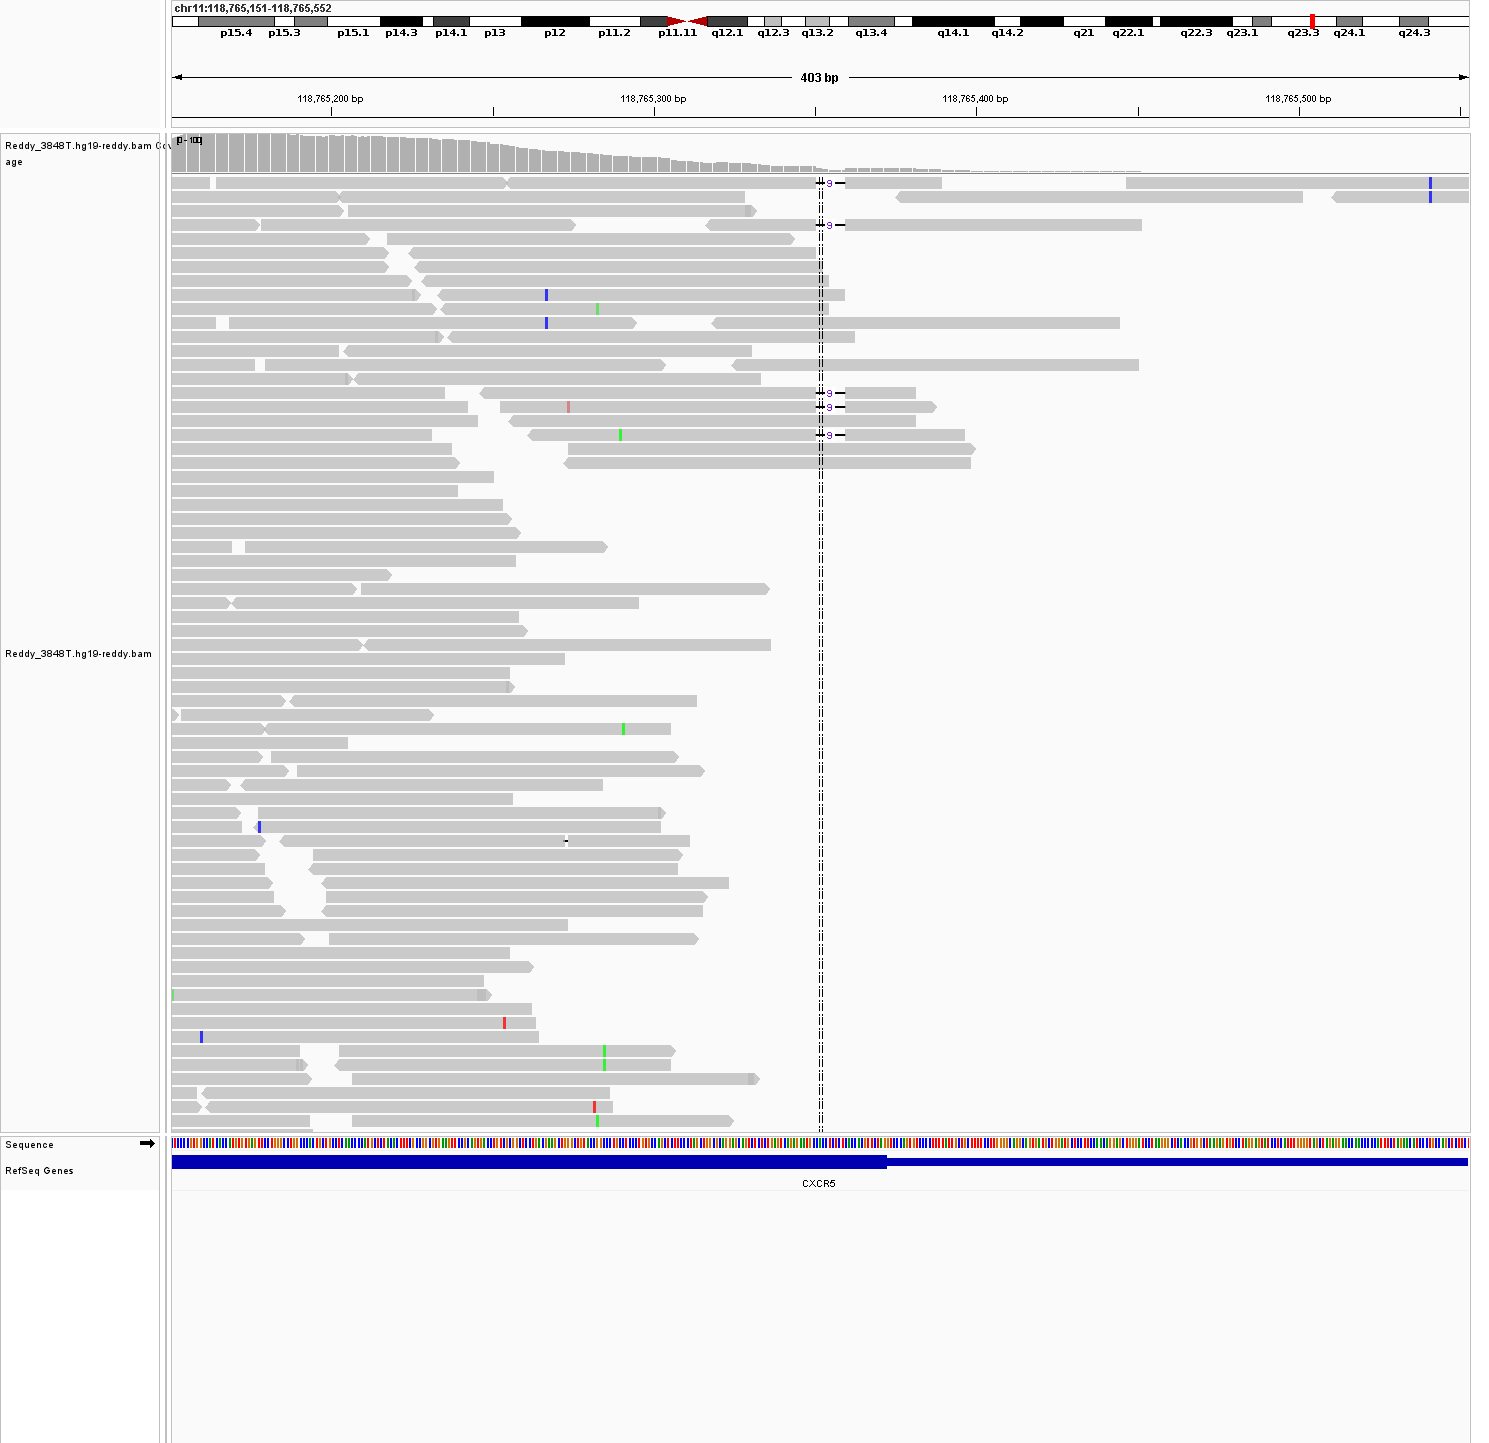 chr11:118,765,151-118,765,552
p15.4 p15.3 p15.1 p14.3 p14.1 p13 p12 p11.2 p11.11 q12.1 q12.3 q13.2 q13.4 q14.1 q14.2 q21 q22.1 q22.3 q23.1 q23.3 q24.1 q24.3
403 bp
118,765,200 bp 118,765,300 bp 118,765,400 bp 118,765,500 bp
Reddy_3848T.hg19-reddy.bam Cov
age
9
9
9
9
9
Reddy_3848T.hg19-reddy.bam
Sequence
RefSeq Genes
CXCR5